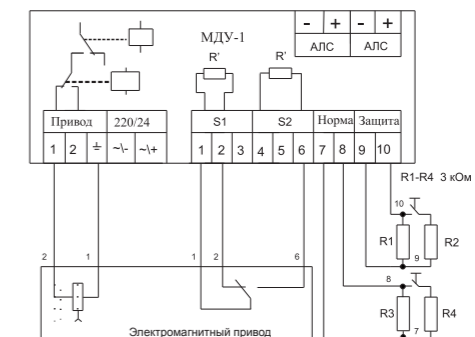 - + - +
МДУ-1
АЛС АЛС
R' R'
Привод 220/24 S1 S2 Норма Защита
1 2 ⏚ ~\- ~\+ 1 2 3 4 5 6 7 8 9 10
R1-R4 3 кОм
10
R1 R2
9
2 1 1 2 6
8
R3 R4
7
Электромагнитный привод